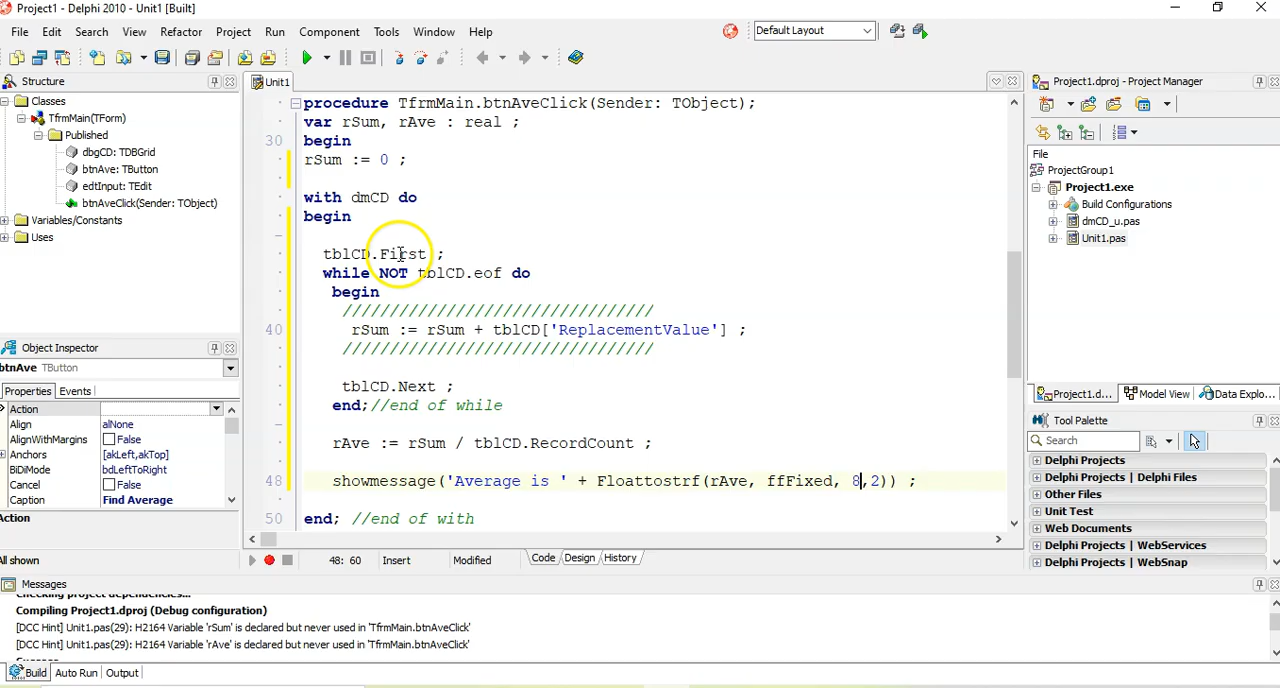 Project1 - Delphi 2010 - Unit1 [Built]
File Edit Search View Refactor Project Run Component Tools Window Help
Default Layout
Structure
Classes
TfrmMain(TForm)
Published
dbgCD: TDBGrid
btnAve: TButton
edtInput: TEdit
btnAveClick(Sender: TObject)
Variables/Constants
Uses
Object Inspector
btnAve TButton
Properties Events
Action
Align alNone
AlignWithMargins False
Anchors [akLeft,akTop]
BiDiMode bdLeftToRight
Cancel False
Caption Find Average
Action
All shown
Unit1
procedure TfrmMain.btnAveClick(Sender: TObject);
var rSum, rAve : real ;
30 begin
rSum := 0 ;
with dmCD do
begin
tblCD.First ;
while NOT tblCD.eof do
begin
/////////////////////////////////
40 rSum := rSum + tblCD['ReplacementValue'] ;
/////////////////////////////////
tblCD.Next ;
end;//end of while
rAve := rSum / tblCD.RecordCount ;
48 showmessage('Average is ' + Floattostrf(rAve, ffFixed, 8,2)) ;
50 end; //end of with
48: 60 Insert Modified Code Design History
Project1.dproj - Project Manager
File
ProjectGroup1
Project1.exe
Build Configurations
dmCD_u.pas
Unit1.pas
Project1.d... Model View Data Explo...
Tool Palette
Search
Delphi Projects
Delphi Projects | Delphi Files
Other Files
Unit Test
Web Documents
Delphi Projects | WebServices
Delphi Projects | WebSnap
Messages
Checking project dependencies...
Compiling Project1.dproj (Debug configuration)
[DCC Hint] Unit1.pas(29): H2164 Variable 'rSum' is declared but never used in 'TfrmMain.btnAveClick'
[DCC Hint] Unit1.pas(29): H2164 Variable 'rAve' is declared but never used in 'TfrmMain.btnAveClick'
Success
Build Auto Run Output